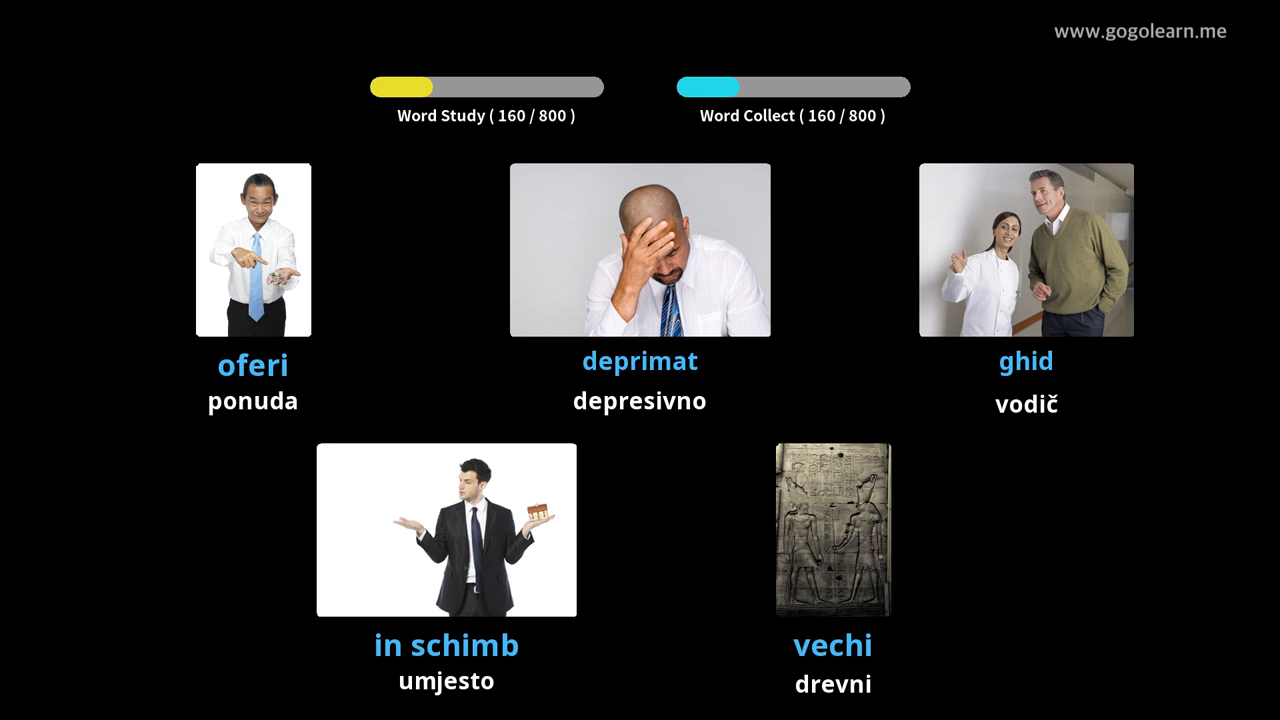 www.gogolearn.me
Word Study ( 160 / 800 )
Word Collect ( 160 / 800 )
oferi
ponuda
deprimat
depresivno
ghid
vodič
in schimb
umjesto
vechi
drevni